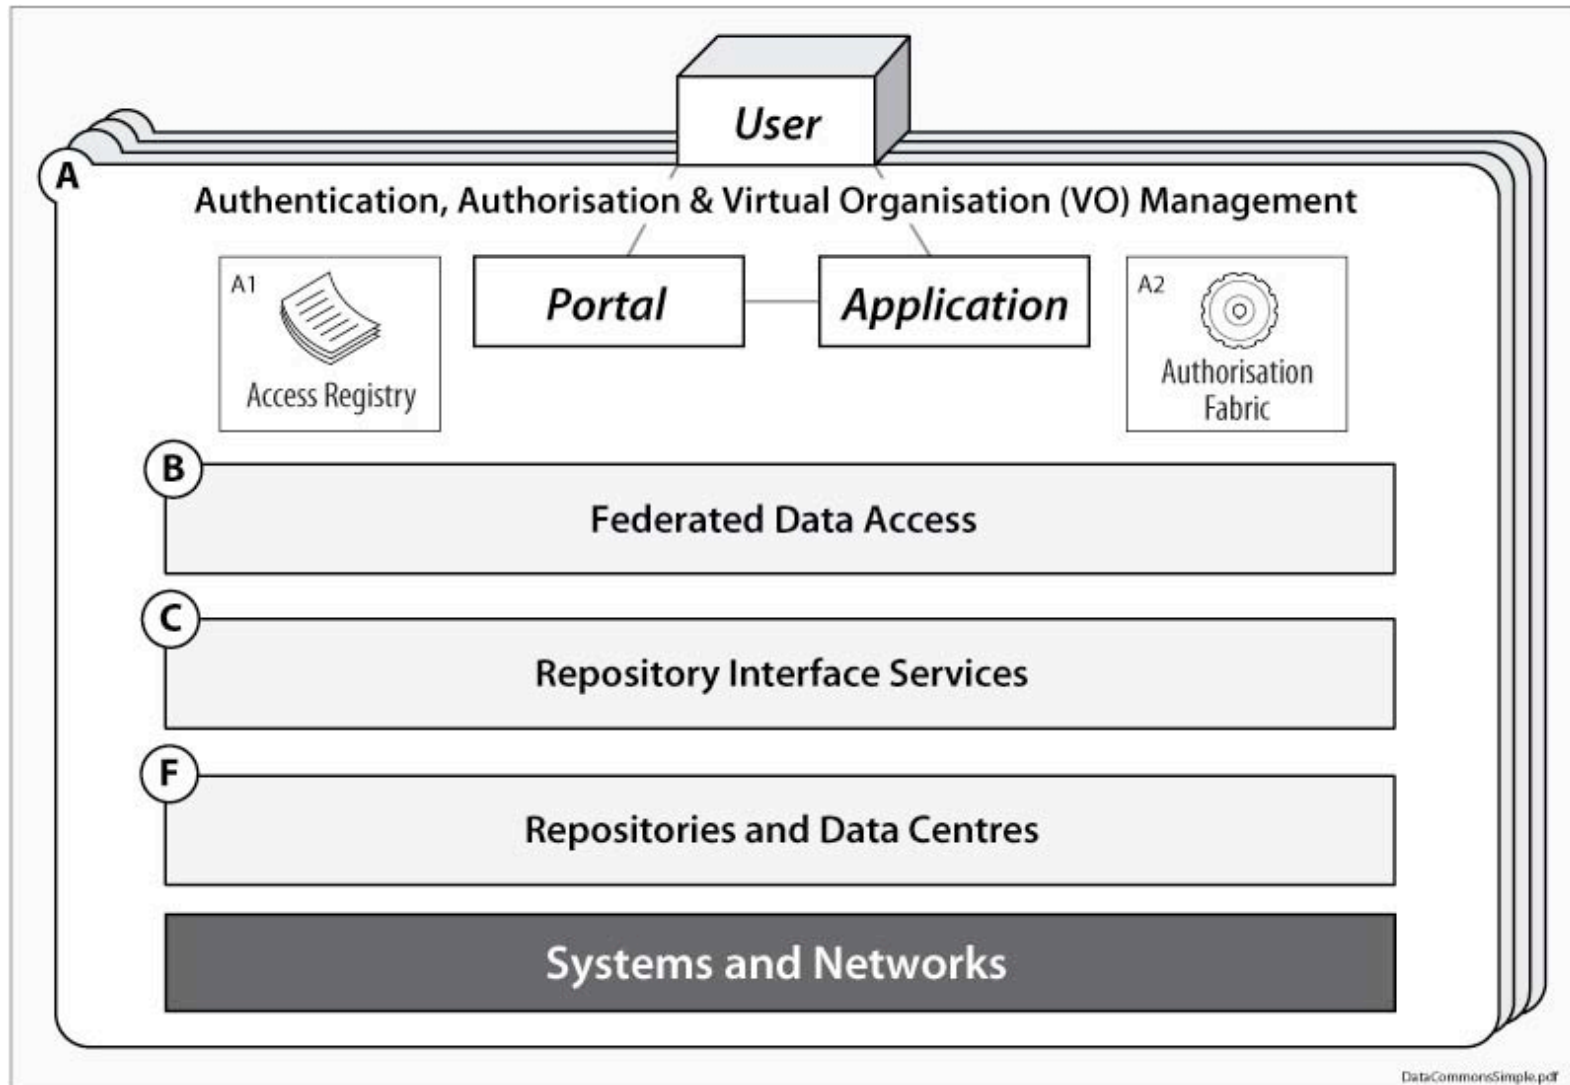 User
A
Authentication, Authorisation & Virtual Organisation (VO) Management
A1
Access Registry
Portal
Application
A2
Authorisation
Fabric
B
Federated Data Access
C
Repository Interface Services
F
Repositories and Data Centres
Systems and Networks
DataCommonsSimple.pdf